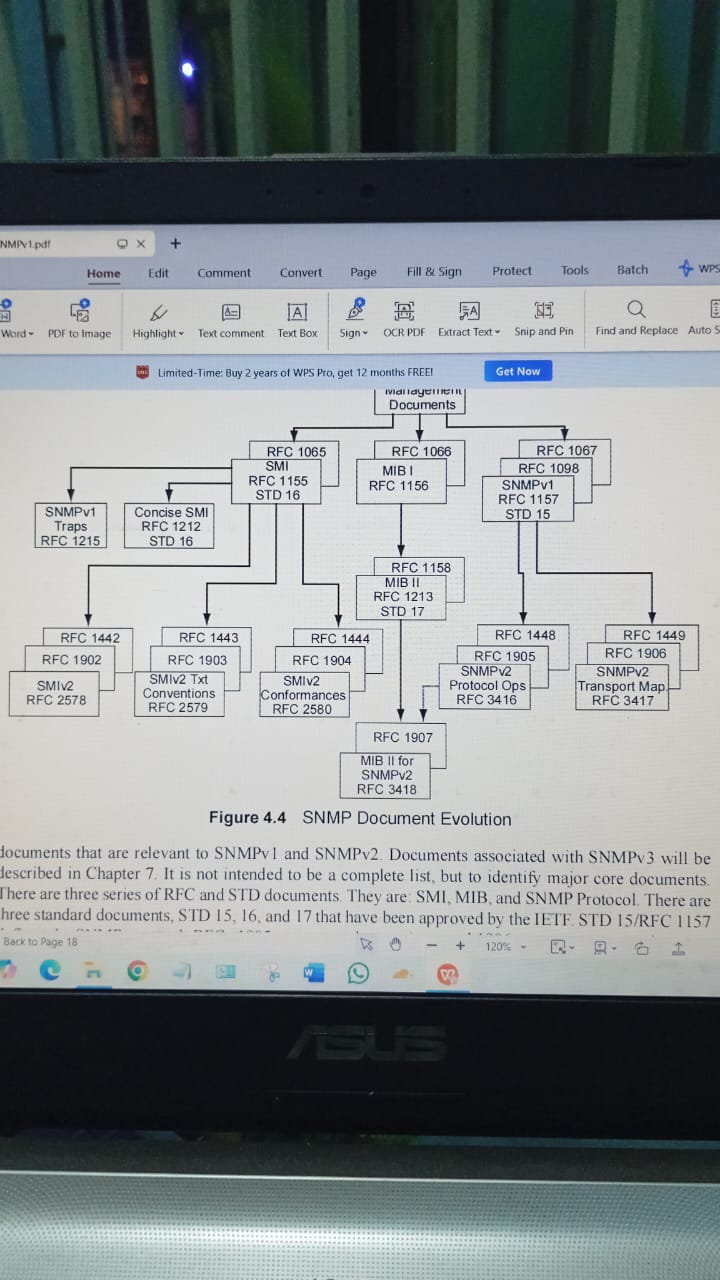 NMPv1.pdf
Home Edit Comment Convert Page Fill & Sign Protect Tools Batch WPS
Word PDF to Image Highlight Text comment Text Box Sign OCR PDF Extract Text Snip and Pin Find and Replace Auto S
Limited-Time: Buy 2 years of WPS Pro, get 12 months FREE! Get Now
Management
Documents
RFC 1065
SMI
RFC 1155
STD 16
RFC 1066
MIB I
RFC 1156
RFC 1067
RFC 1098
SNMPv1
RFC 1157
STD 15
SNMPv1
Traps
RFC 1215
Concise SMI
RFC 1212
STD 16
RFC 1158
MIB II
RFC 1213
STD 17
RFC 1442
RFC 1902
SMIv2
RFC 2578
RFC 1443
RFC 1903
SMIv2 Txt
Conventions
RFC 2579
RFC 1444
RFC 1904
SMIv2
Conformances
RFC 2580
RFC 1448
RFC 1905
SNMPv2
Protocol Ops
RFC 3416
RFC 1449
RFC 1906
SNMPv2
Transport Map.
RFC 3417
RFC 1907
MIB II for
SNMPv2
RFC 3418
Figure 4.4 SNMP Document Evolution
documents that are relevant to SNMPv1 and SNMPv2. Documents associated with SNMPv3 will be
described in Chapter 7. It is not intended to be a complete list, but to identify major core documents.
There are three series of RFC and STD documents. They are: SMI, MIB, and SNMP Protocol. There are
hree standard documents, STD 15, 16, and 17 that have been approved by the IETF. STD 15/RFC 1157
Back to Page 18
120%
ASUS